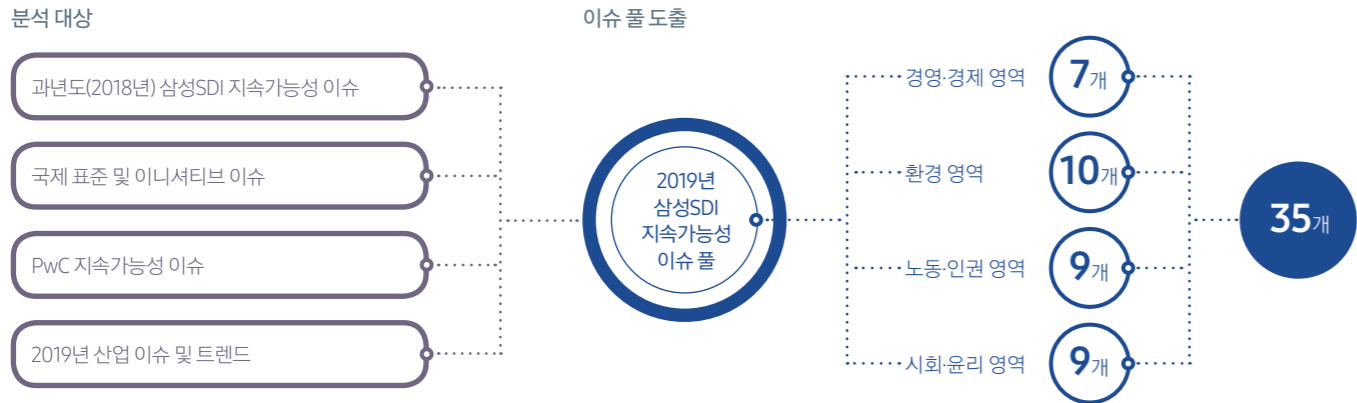 분석 대상
과년도(2018년) 삼성SDI 지속가능성 이슈
국제 표준 및 이니셔티브 이슈
PwC 지속가능성 이슈
2019년 산업 이슈 및 트렌드
이슈 풀 도출
2019년
삼성SDI
지속가능성
이슈 풀
경영·경제 영역
7개
환경 영역
10개
노동·인권 영역
9개
시회·윤리 영역
9개
35개